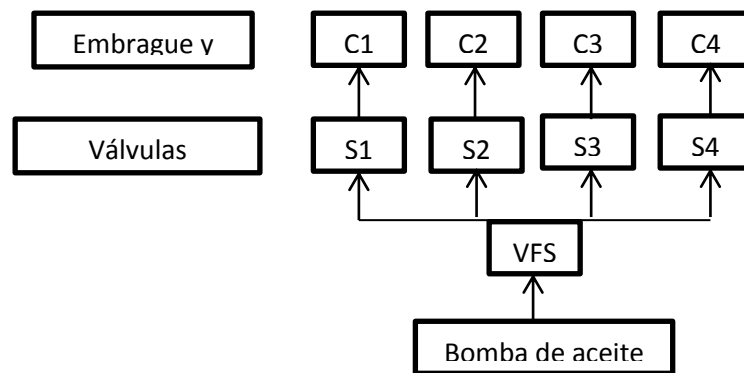 Embrague y C1 C2 C3 C4
Válvulas S1 S2 S3 S4
VFS
Bomba de aceite